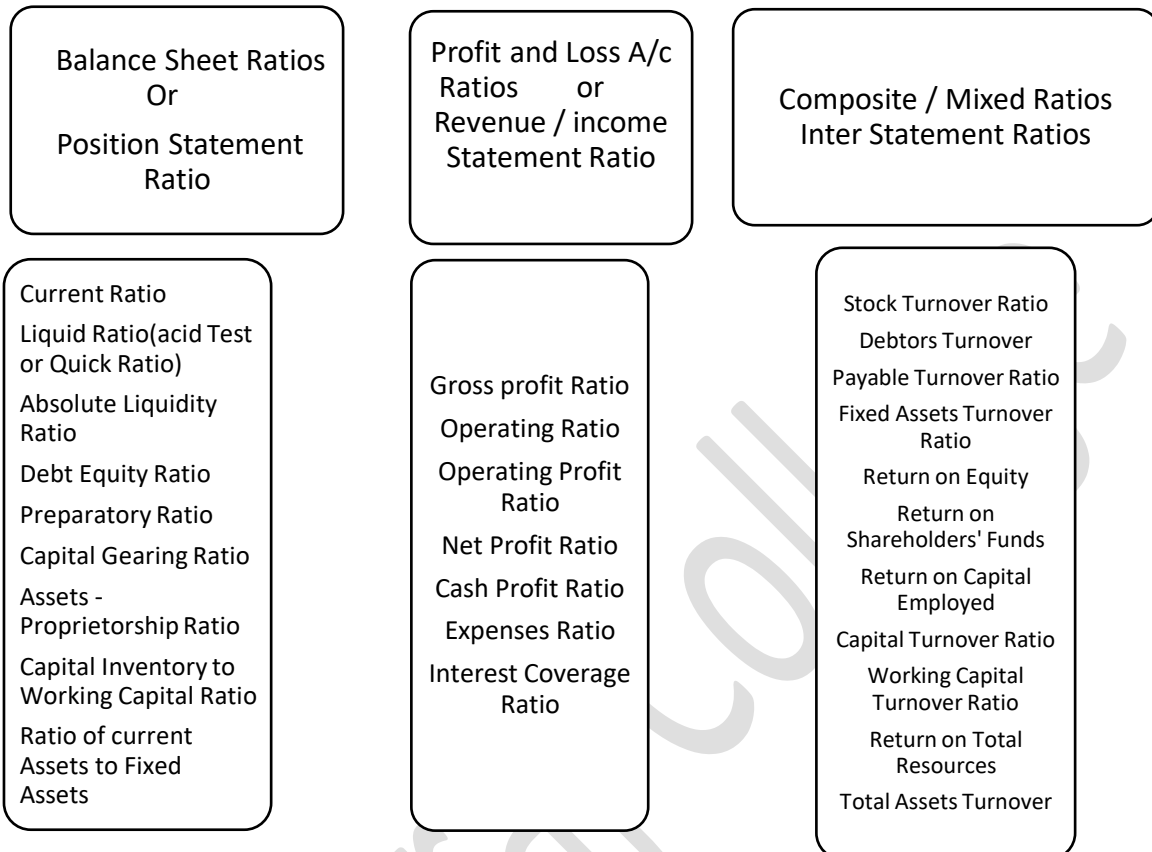 Balance Sheet Ratios
Or
Position Statement
Ratio
Profit and Loss A/c
Ratios or
Revenue / income
Statement Ratio
Composite / Mixed Ratios
Inter Statement Ratios
Current Ratio
Liquid Ratio(acid Test
or Quick Ratio)
Absolute Liquidity
Ratio
Debt Equity Ratio
Preparatory Ratio
Capital Gearing Ratio
Assets -
Proprietorship Ratio
Capital Inventory to
Working Capital Ratio
Ratio of current
Assets to Fixed
Assets
Gross profit Ratio
Operating Ratio
Operating Profit
Ratio
Net Profit Ratio
Cash Profit Ratio
Expenses Ratio
Interest Coverage
Ratio
Stock Turnover Ratio
Debtors Turnover
Payable Turnover Ratio
Fixed Assets Turnover
Ratio
Return on Equity
Return on
Shareholders' Funds
Return on Capital
Employed
Capital Turnover Ratio
Working Capital
Turnover Ratio
Return on Total
Resources
Total Assets Turnover